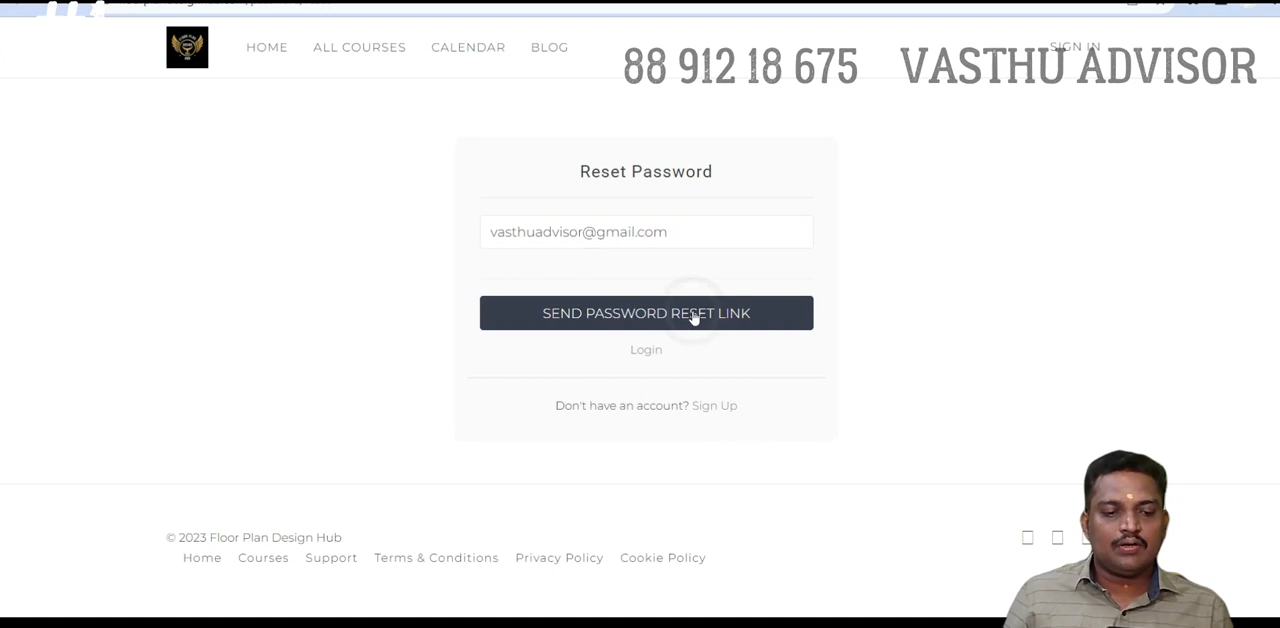 HOME ALL COURSES CALENDAR BLOG SIGN IN
88 912 18 675 VASTHU ADVISOR
Reset Password
vasthuadvisor@gmail.com
SEND PASSWORD RESET LINK
Login
Don't have an account? Sign Up
© 2023 Floor Plan Design Hub
Home Courses Support Terms & Conditions Privacy Policy Cookie Policy